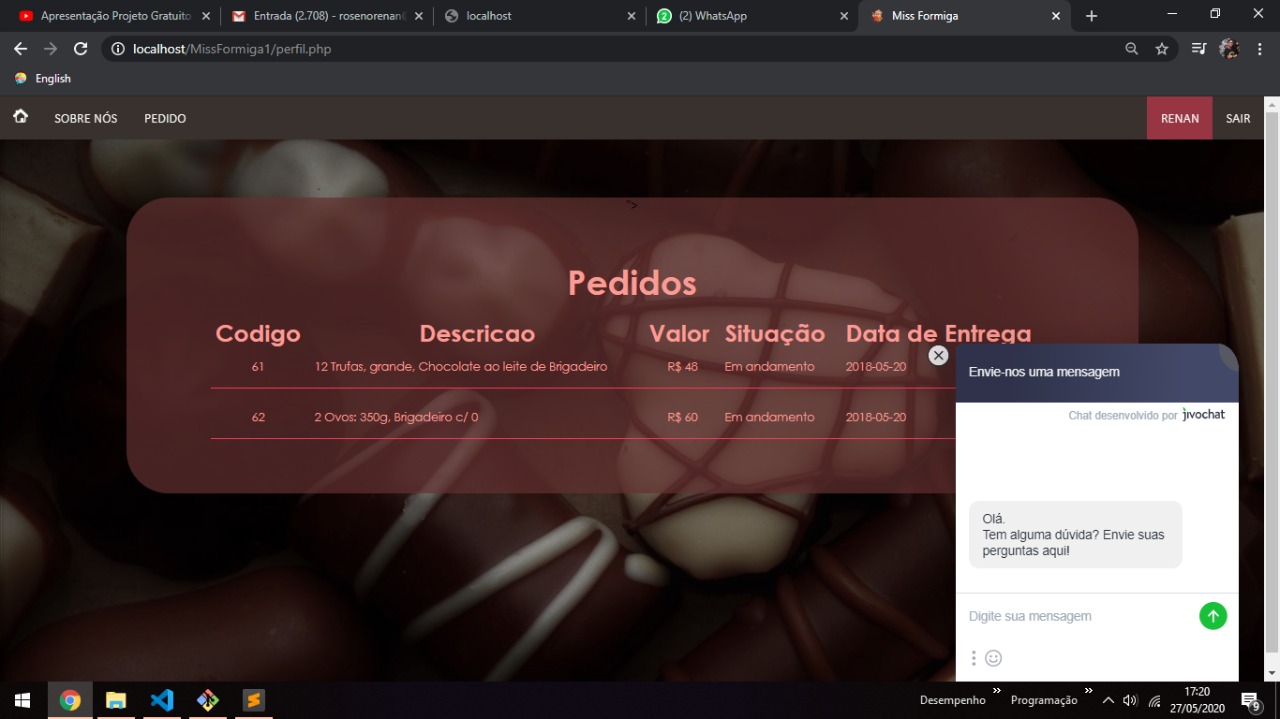 Apresentação Projeto Gratuito
Entrada (2.708) - rosenorenan
localhost
(2) WhatsApp
Miss Formiga
localhost/MissFormiga1/perfil.php
English
SOBRE NÓS
PEDIDO
RENAN
SAIR
">
Pedidos
Codigo Descricao Valor Situação Data de Entrega
61 12 Trufas, grande, Chocolate ao leite de Brigadeiro R$ 48 Em andamento 2018-05-20
62 2 Ovos: 350g, Brigadeiro c/ 0 R$ 60 Em andamento 2018-05-20
Envie-nos uma mensagem
Chat desenvolvido por jivochat
Olá.
Tem alguma dúvida? Envie suas
perguntas aqui!
Digite sua mensagem
Desempenho
Programação
17:20
27/05/2020
9